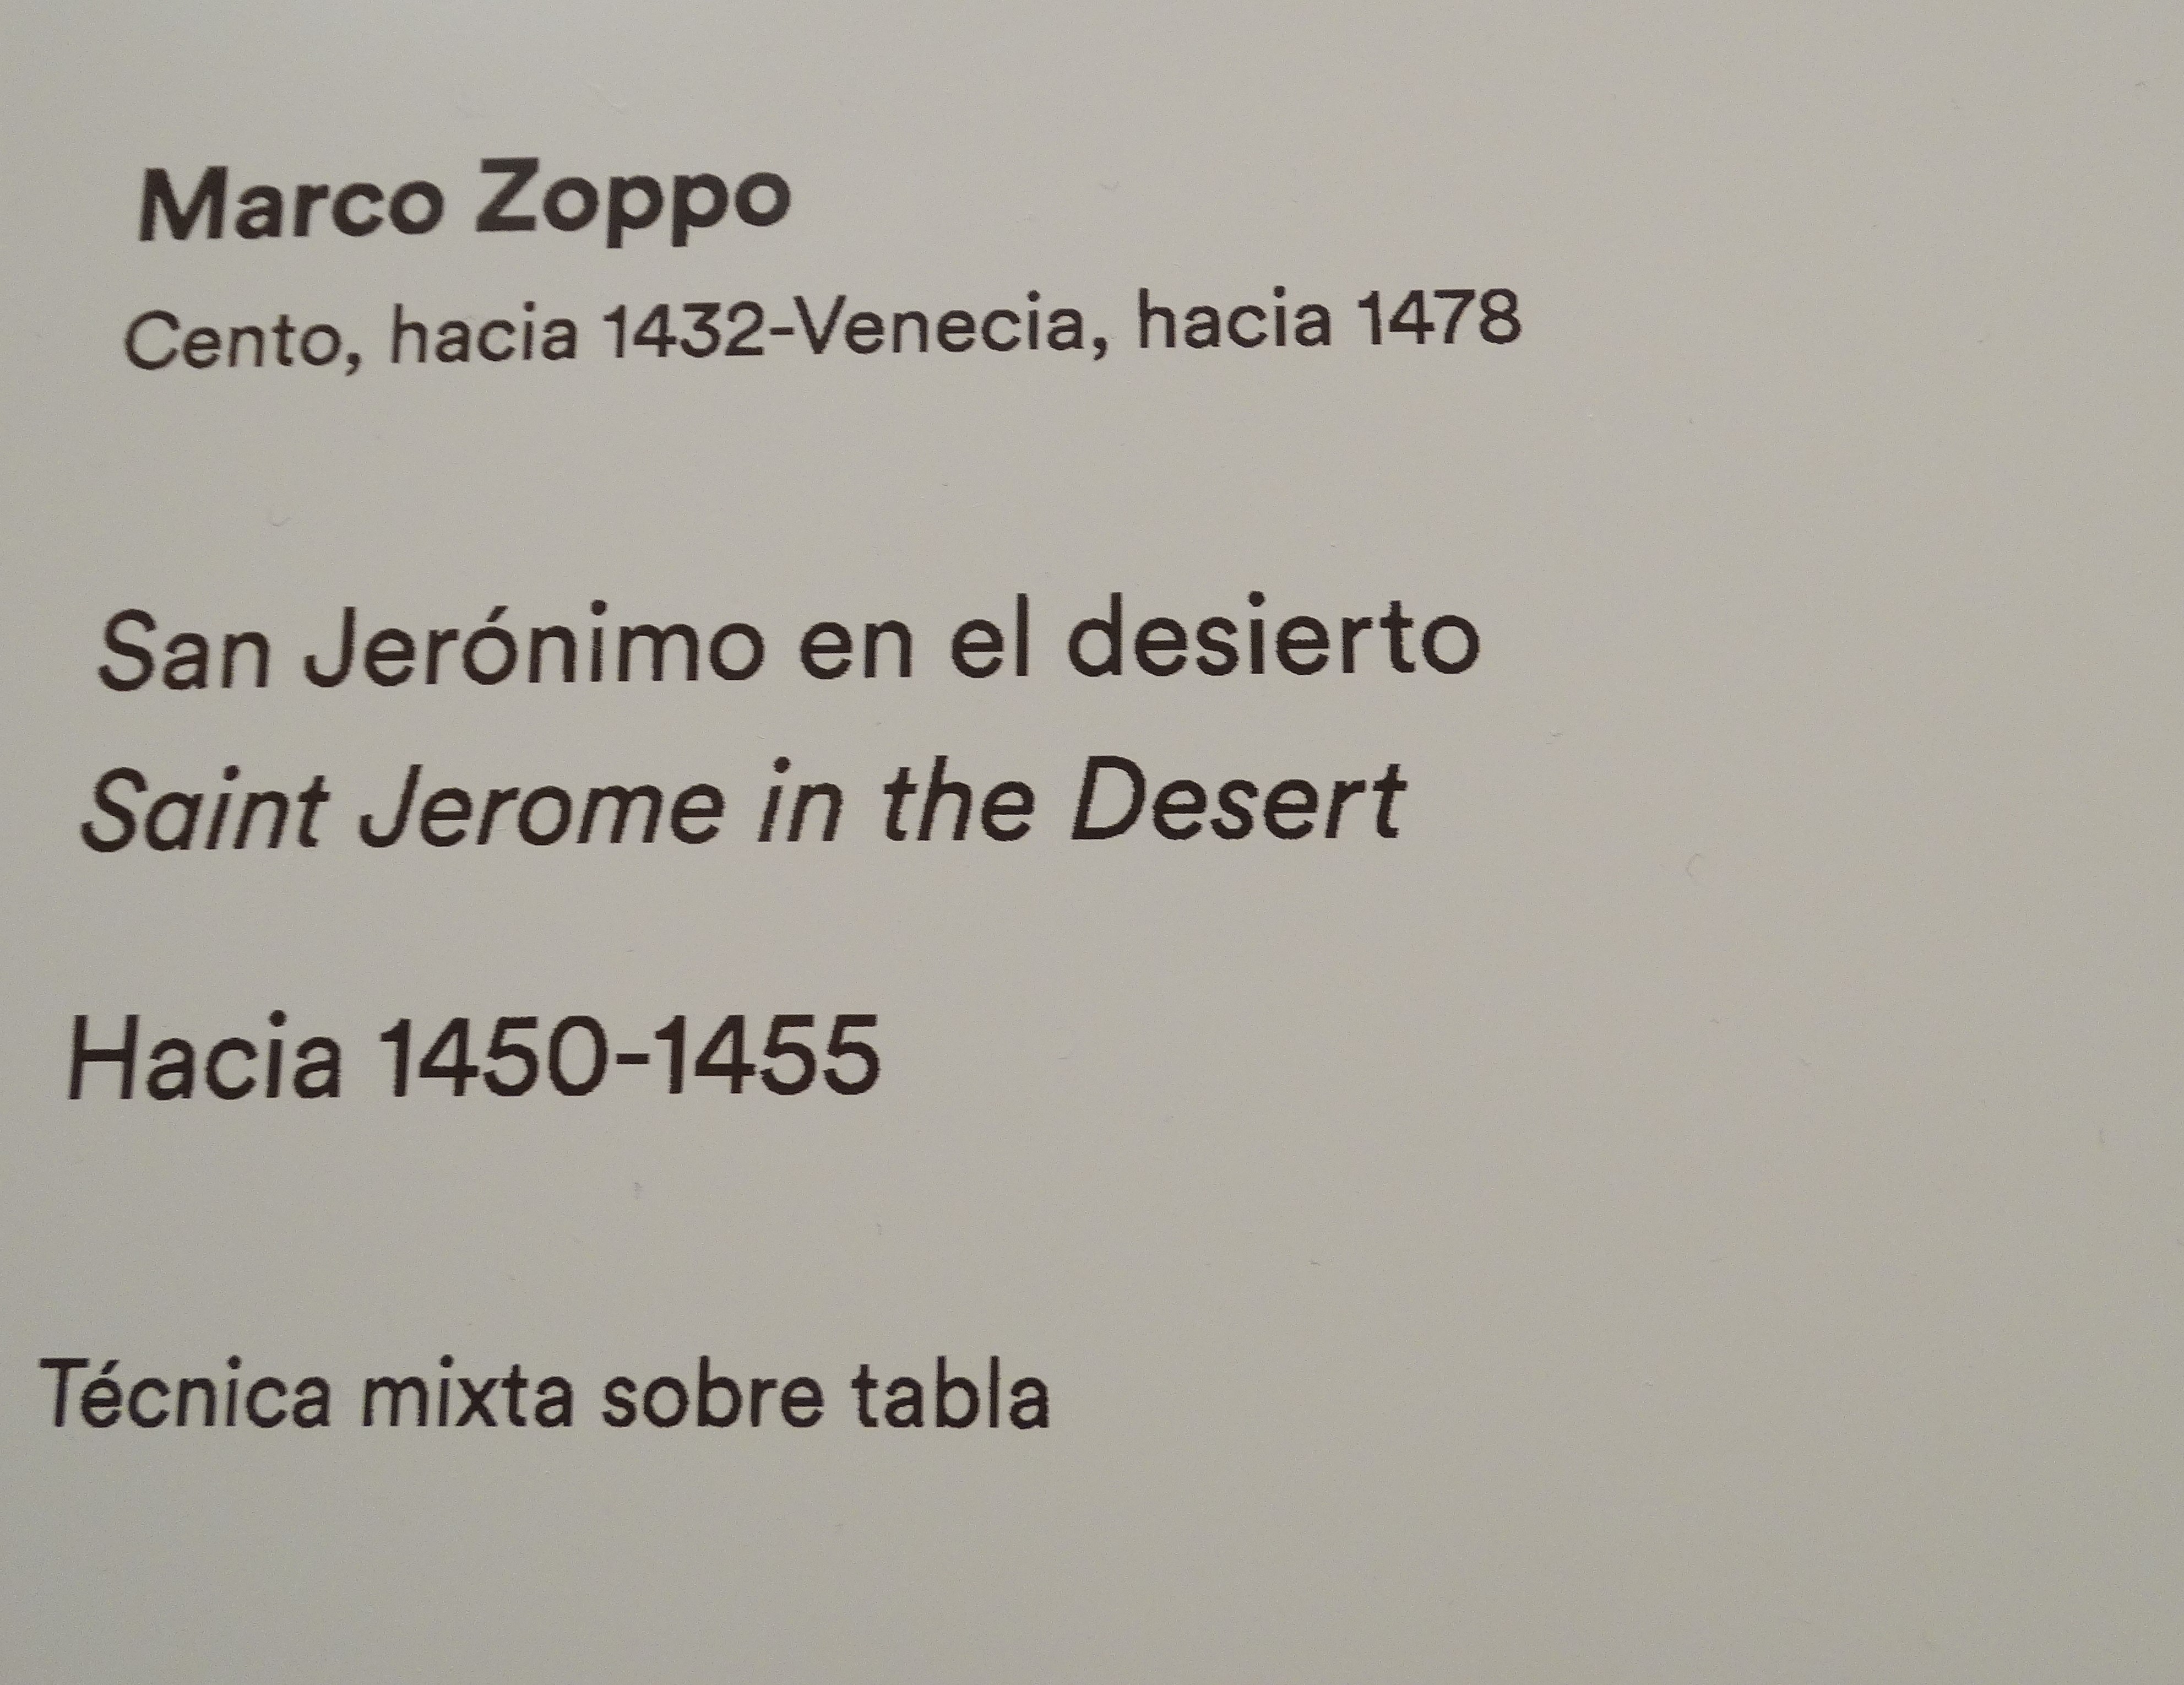 Marco Zoppo
Cento, hacia 1432-Venecia, hacia 1478
San Jerónimo en el desierto
Saint Jerome in the Desert
Hacia 1450-1455
Técnica mixta sobre tabla